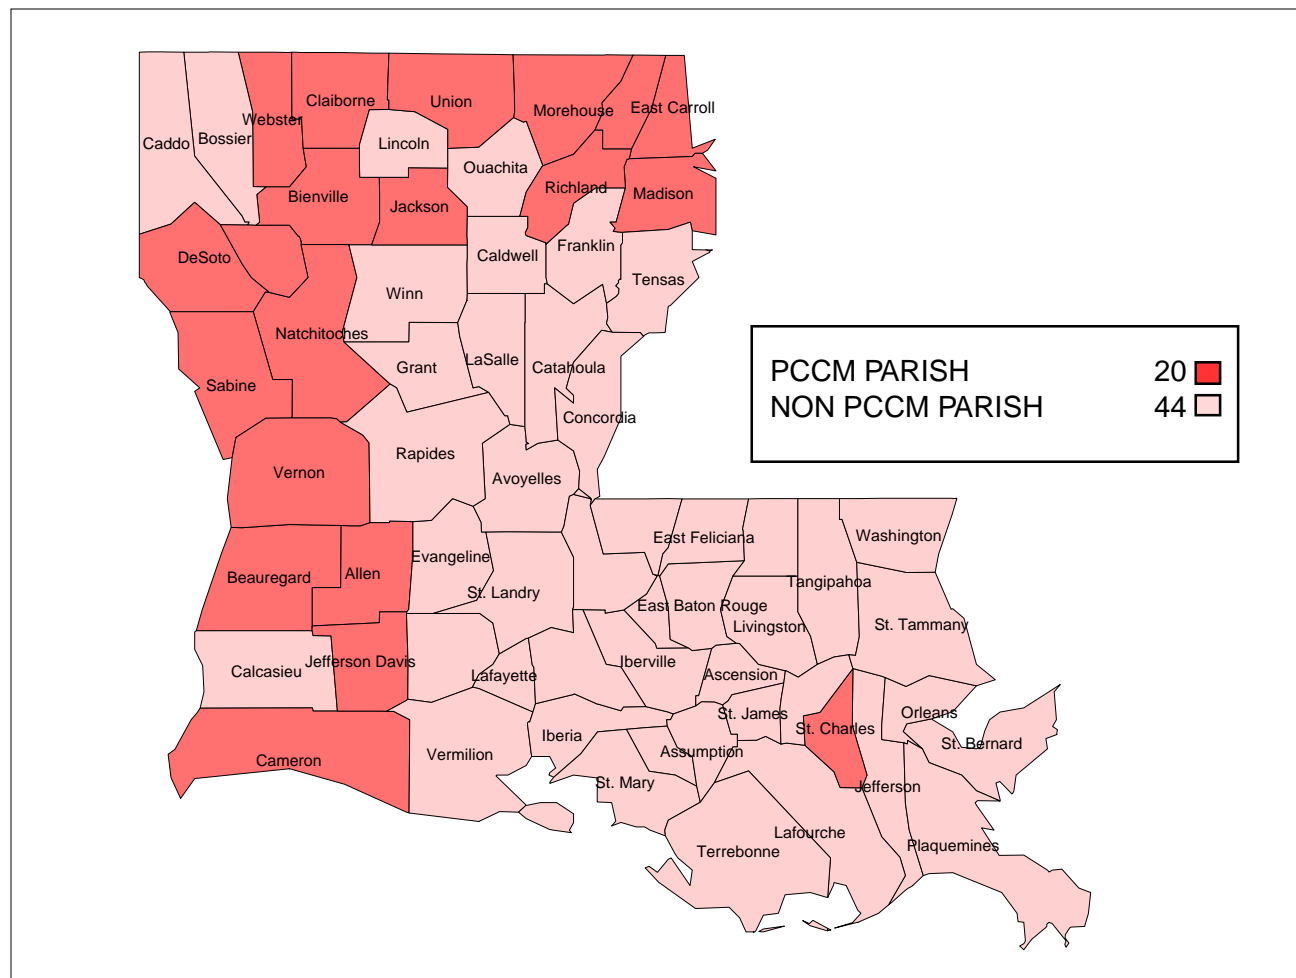 Claiborne
Union
Morehouse
East Carroll
Webster
Caddo
Bossier
Lincoln
Ouachita
Bienville
Jackson
Richland
Madison
DeSoto
Caldwell
Franklin
Tensas
Winn
Natchitoches
Sabine
Grant
LaSalle
Catahoula
Concordia
PCCM PARISH 20
NON PCCM PARISH 44
Vernon
Rapides
Avoyelles
Beauregard
Allen
Evangeline
St. Landry
East Feliciana
Washington
Tangipahoa
East Baton Rouge
Livingston
St. Tammany
Calcasieu
Jefferson Davis
Lafayette
Iberville
Ascension
St. James
St. Charles
Orleans
St. Bernard
Cameron
Vermilion
Iberia
Assumption
St. Mary
Jefferson
Terrebonne
Lafourche
Plaquemines